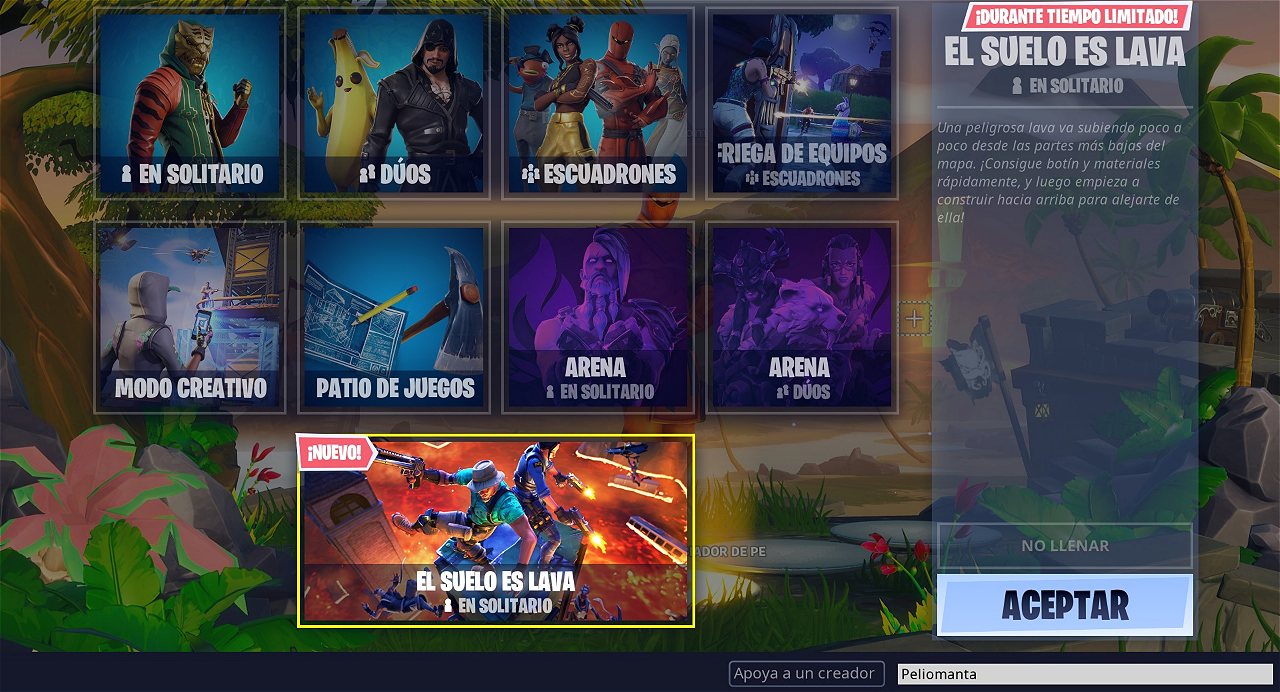 ¡DURANTE TIEMPO LIMITADO!
EL SUELO ES LAVA
EN SOLITARIO
Una peligrosa lava va subiendo poco a
poco desde las partes más bajas del
mapa. ¡Consigue botín y materiales
rápidamente, y luego empieza a
construir hacia arriba para alejarte de
ella!
EN SOLITARIO
DÚOS
ESCUADRONES
DE EQUIPOS
ESCUADRONES
MODO CREATIVO
PATIO DE JUEGOS
ARENA
EN SOLITARIO
ARENA
DÚOS
¡NUEVO!
EL SUELO ES LAVA
EN SOLITARIO
DE PE
NO LLENAR
ACEPTAR
Apoya a un creador
Peliomanta